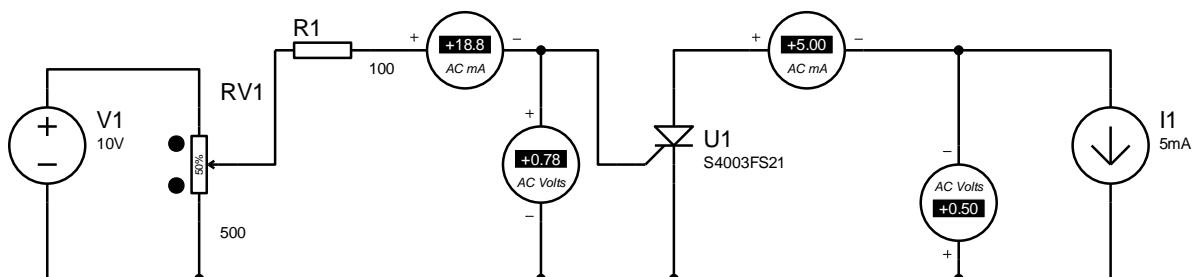 R1
100
+
+18.8
AC mA
−
+
+5.00
AC mA
−
V1
10V
+
−
RV1
50%
500
+
+0.78
AC Volts
−
U1
S4003FS21
−
AC Volts
+0.50
+
I1
5mA